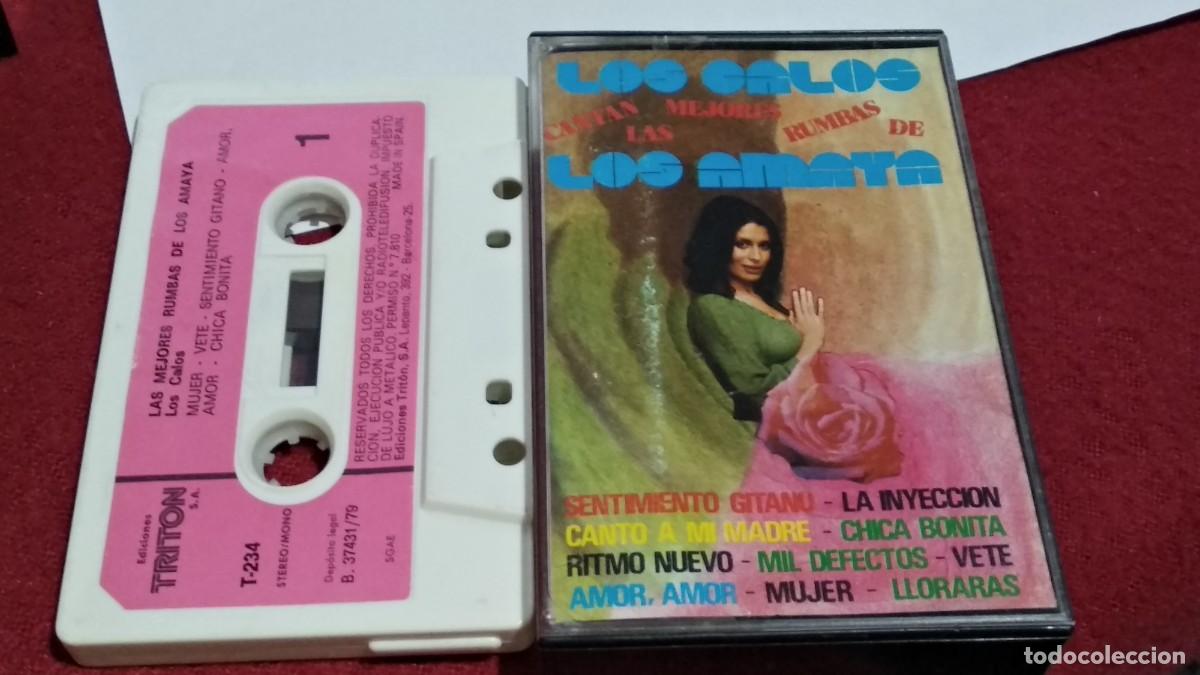 LAS MEJORES RUMBAS DE LOS AMAYA
Los Calos
MUJER - VETE - SENTIMIENTO GITANO - AMOR,
AMOR - CHICA BONITA
1
RESERVADOS TODOS LOS DERECHOS. PROHIBIDA LA DUPLICA-
CION, EJECUCION PUBLICA Y/O RADIOTELEDIFUSION. IMPUESTO
DE LUJO A METALICO, PERMISO N.º 7.810 MADE IN SPAIN.
Ediciones Tritón, S.A. Lepanto, 392 - Barcelona-25.
Ediciones
TRITON
S.A.
T-234
STEREO/MONO
Depósito legal
B. 37431/79
SGAE
LOS CALOS
CANTAN LAS MEJORES RUMBAS DE
LOS AMAYA
SENTIMIENTO GITANO - LA INYECCION
CANTO A MI MADRE - CHICA BONITA
RITMO NUEVO - MIL DEFECTOS - VETE
AMOR, AMOR - MUJER - LLORARAS
todocoleccion